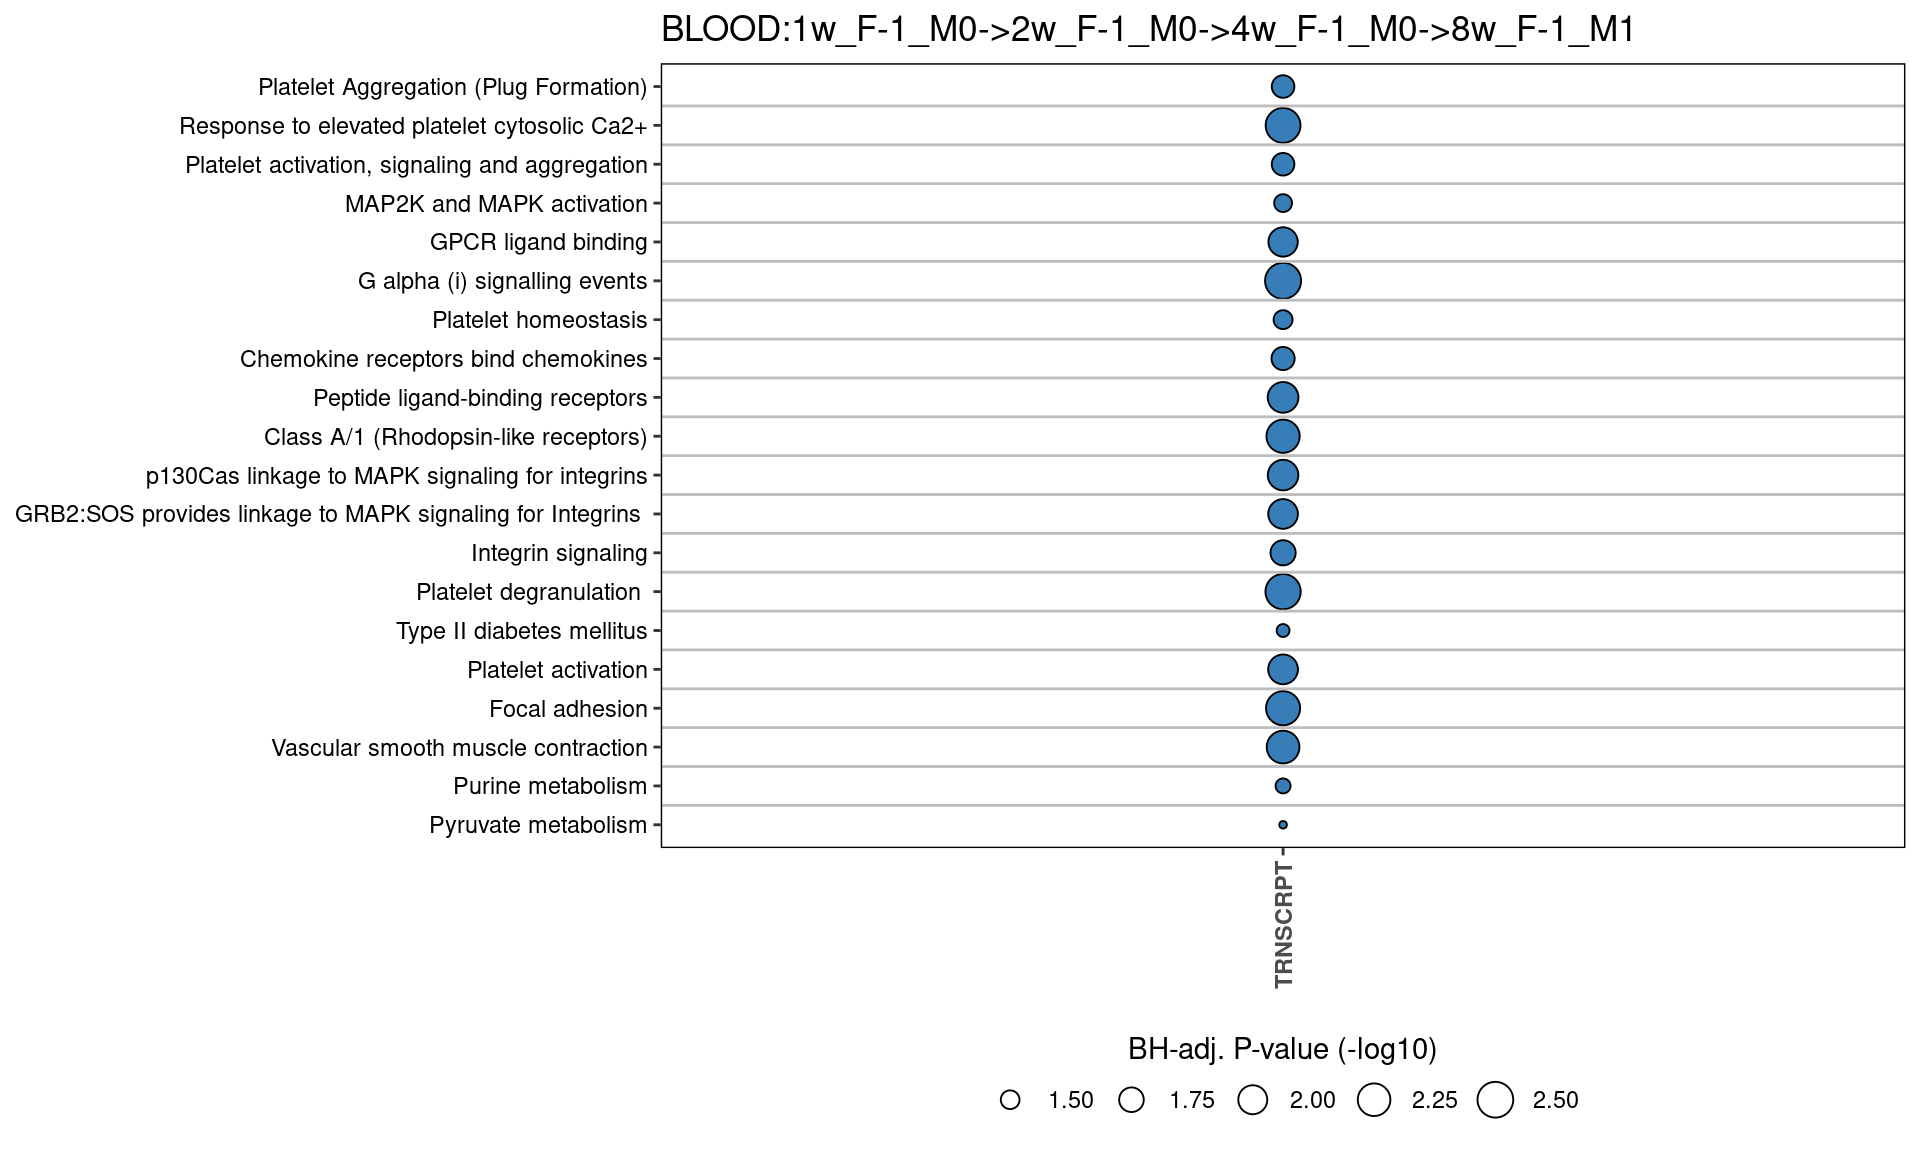 BLOOD:1w_F-1_M0->2w_F-1_M0->4w_F-1_M0->8w_F-1_M1
Platelet Aggregation (Plug Formation)
Response to elevated platelet cytosolic Ca2+
Platelet activation, signaling and aggregation
MAP2K and MAPK activation
GPCR ligand binding
G alpha (i) signalling events
Platelet homeostasis
Chemokine receptors bind chemokines
Peptide ligand-binding receptors
Class A/1 (Rhodopsin-like receptors)
p130Cas linkage to MAPK signaling for integrins
GRB2:SOS provides linkage to MAPK signaling for Integrins
Integrin signaling
Platelet degranulation
Type II diabetes mellitus
Platelet activation
Focal adhesion
Vascular smooth muscle contraction
Purine metabolism
Pyruvate metabolism
TRNSCRPT
BH-adj. P-value (-log10)
1.50 1.75 2.00 2.25 2.50